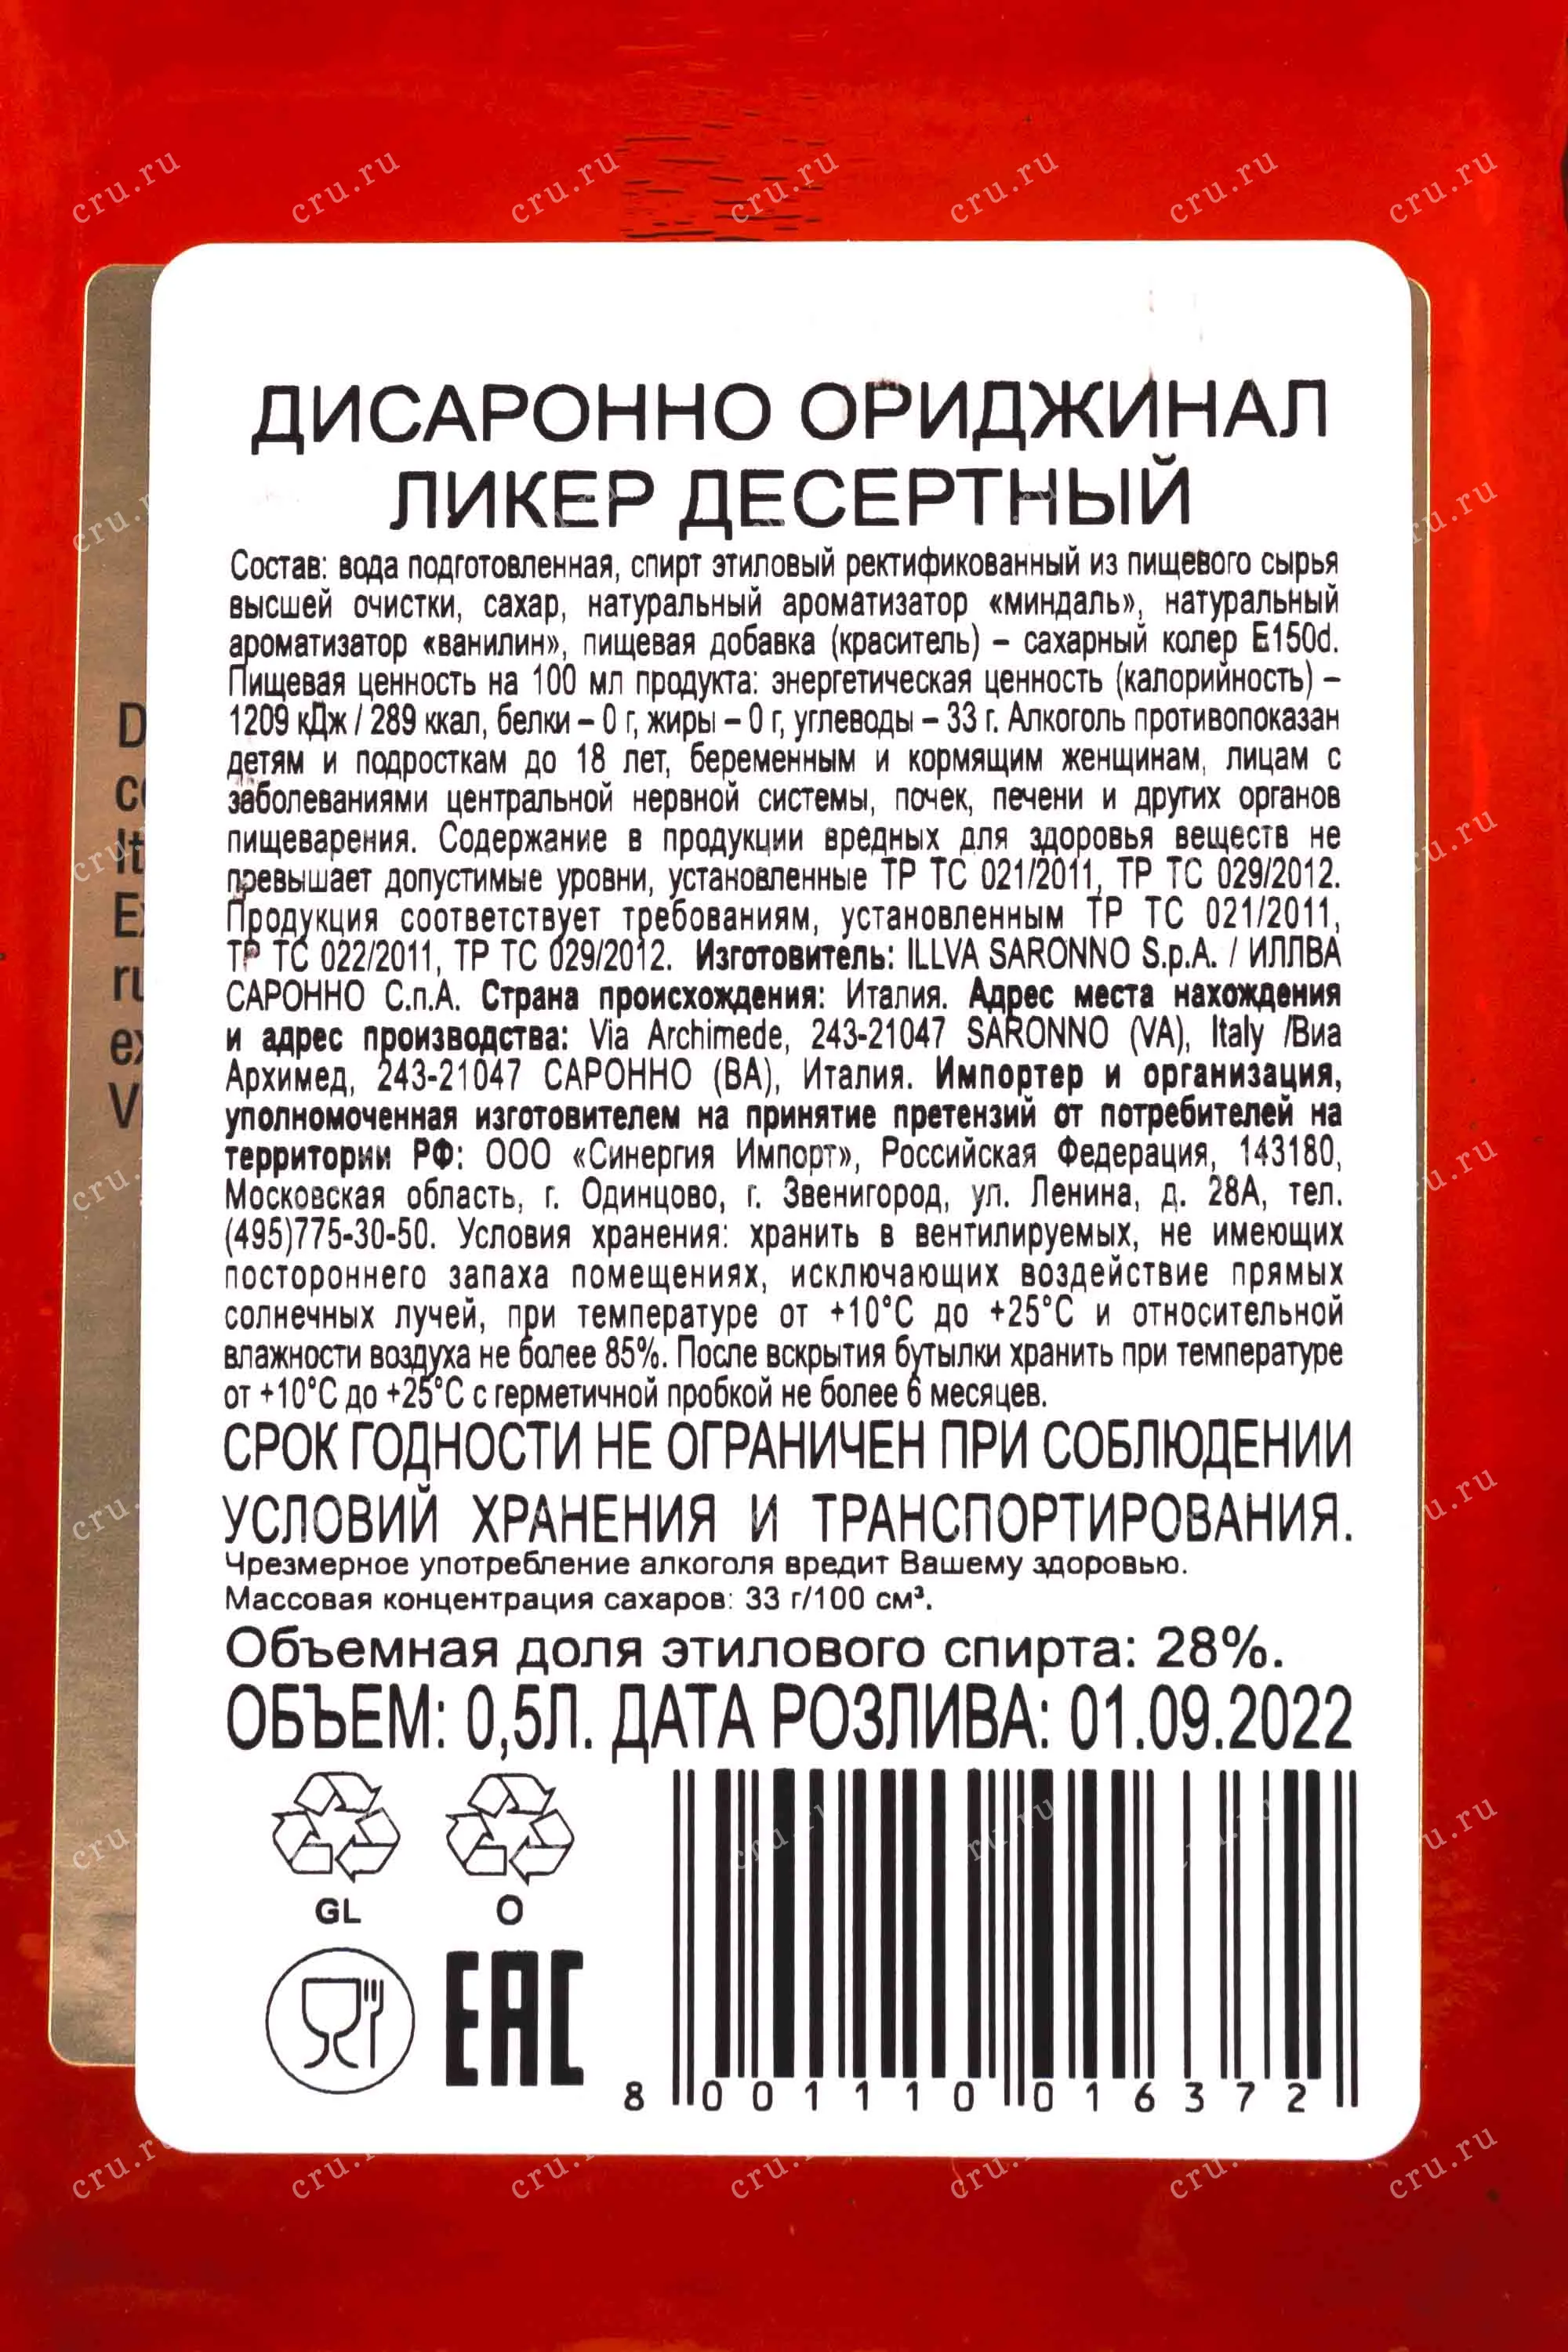 ДИСАРОННО ОРИДЖИНАЛ
ЛИКЕР ДЕСЕРТНЫЙ
Состав: вода подготовленная, спирт этиловый ректификованный из пищевого сырья
высшей очистки, сахар, натуральный ароматизатор «миндаль», натуральный
ароматизатор «ванилин», пищевая добавка (краситель) – сахарный колер Е150d.
Пищевая ценность на 100 мл продукта: энергетическая ценность (калорийность) –
1209 кДж / 289 ккал, белки – 0 г, жиры – 0 г, углеводы – 33 г. Алкоголь противопоказан
детям и подросткам до 18 лет, беременным и кормящим женщинам, лицам с
заболеваниями центральной нервной системы, почек, печени и других органов
пищеварения. Содержание в продукции вредных для здоровья веществ не
превышает допустимые уровни, установленные ТР ТС 021/2011, ТР ТС 029/2012.
Продукция соответствует требованиям, установленным ТР ТС 021/2011,
ТР ТС 022/2011, ТР ТС 029/2012. Изготовитель: ILLVA SARONNO S.p.A. / ИЛЛВА
САРОННО С.п.А. Страна происхождения: Италия. Адрес места нахождения
и адрес производства: Via Archimede, 243-21047 SARONNO (VA), Italy /Виа
Архимед, 243-21047 САРОННО (ВА), Италия. Импортер и организация,
уполномоченная изготовителем на принятие претензий от потребителей на
территории РФ: ООО «Синергия Импорт», Российская Федерация, 143180,
Московская область, г. Одинцово, г. Звенигород, ул. Ленина, д. 28А, тел.
(495)775-30-50. Условия хранения: хранить в вентилируемых, не имеющих
постороннего запаха помещениях, исключающих воздействие прямых
солнечных лучей, при температуре от +10°С до +25°С и относительной
влажности воздуха не более 85%. После вскрытия бутылки хранить при температуре
от +10°С до +25°С с герметичной пробкой не более 6 месяцев.
СРОК ГОДНОСТИ НЕ ОГРАНИЧЕН ПРИ СОБЛЮДЕНИИ
УСЛОВИЙ ХРАНЕНИЯ И ТРАНСПОРТИРОВАНИЯ.
Чрезмерное употребление алкоголя вредит Вашему здоровью.
Массовая концентрация сахаров: 33 г/100 см³.
Объемная доля этилового спирта: 28%.
ОБЪЕМ: 0,5Л. ДАТА РОЗЛИВА: 01.09.2022
GL O
EAC
8 001110 016372
cru.ru